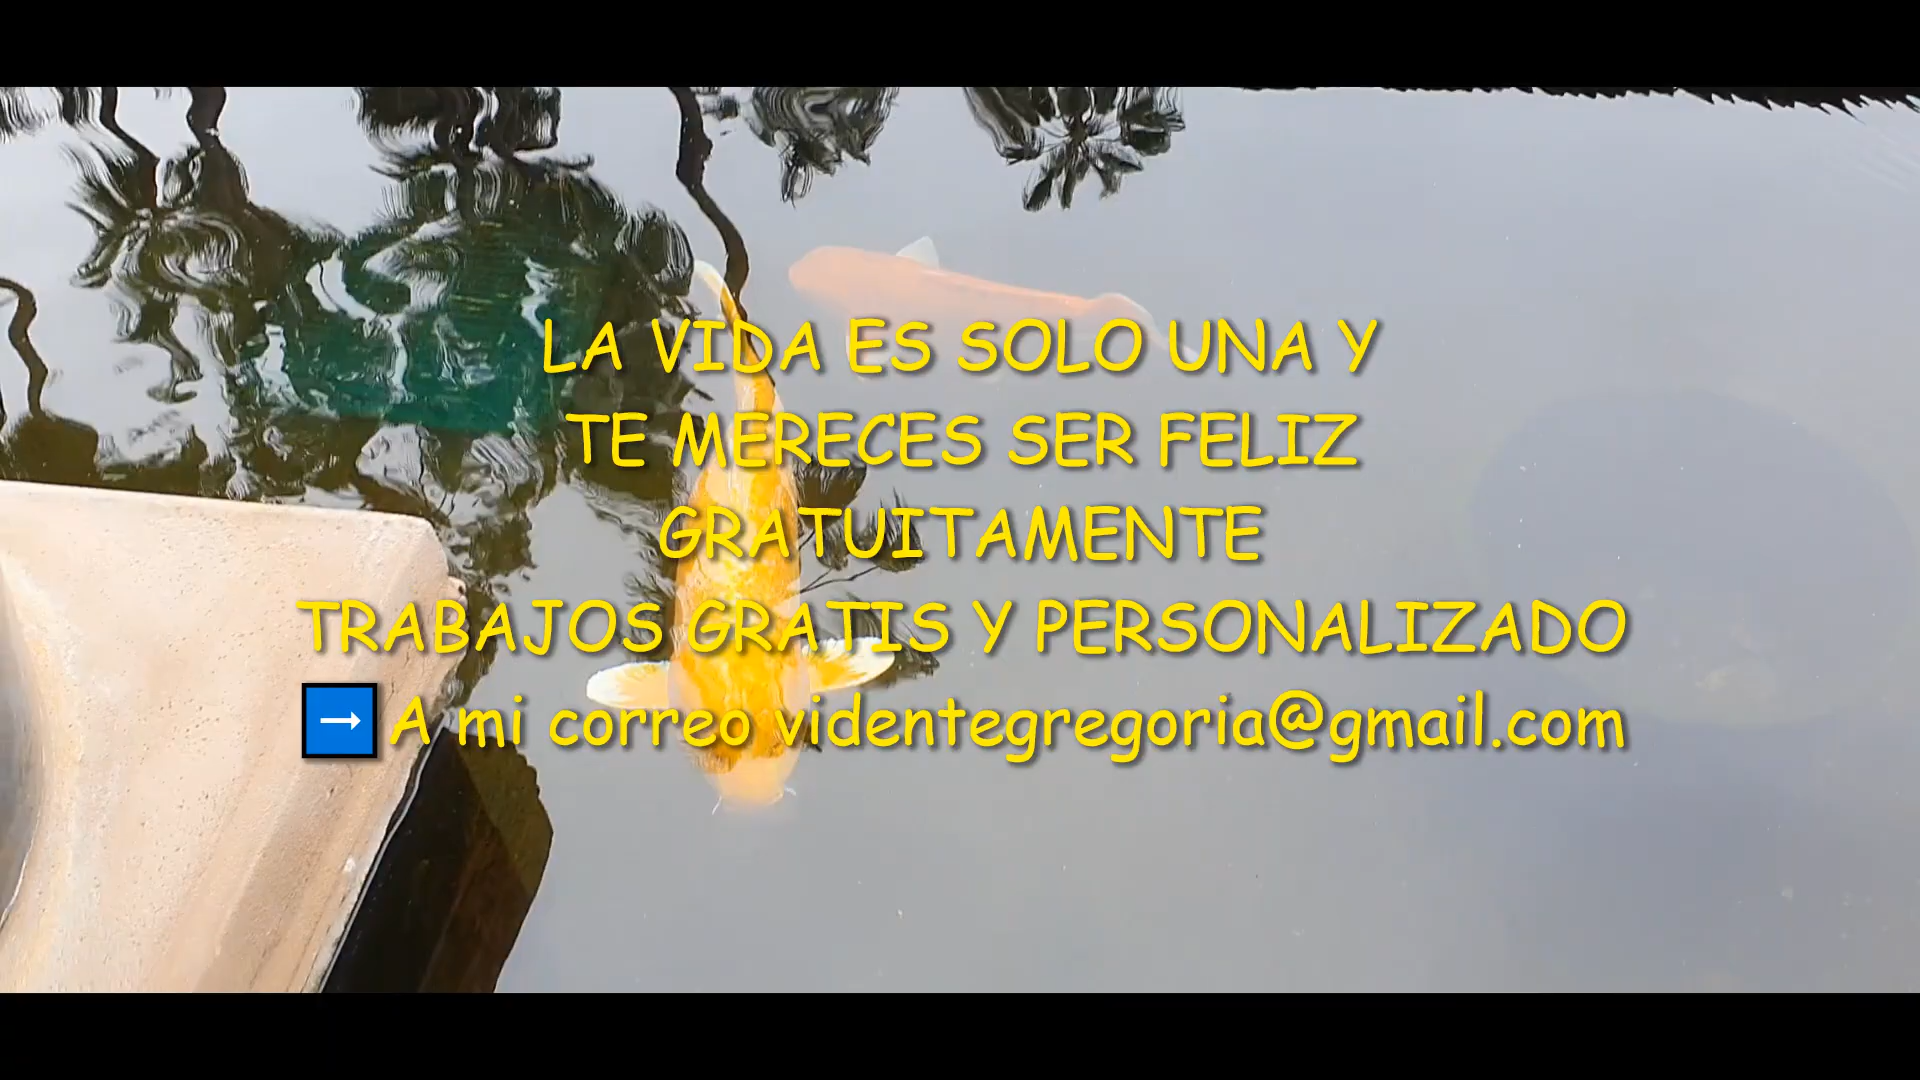 LA VIDA ES SOLO UNA Y
TE MERECES SER FELIZ
GRATUITAMENTE
TRABAJOS GRATIS Y PERSONALIZADO
➡ A mi correo videntegregoria@gmail.com